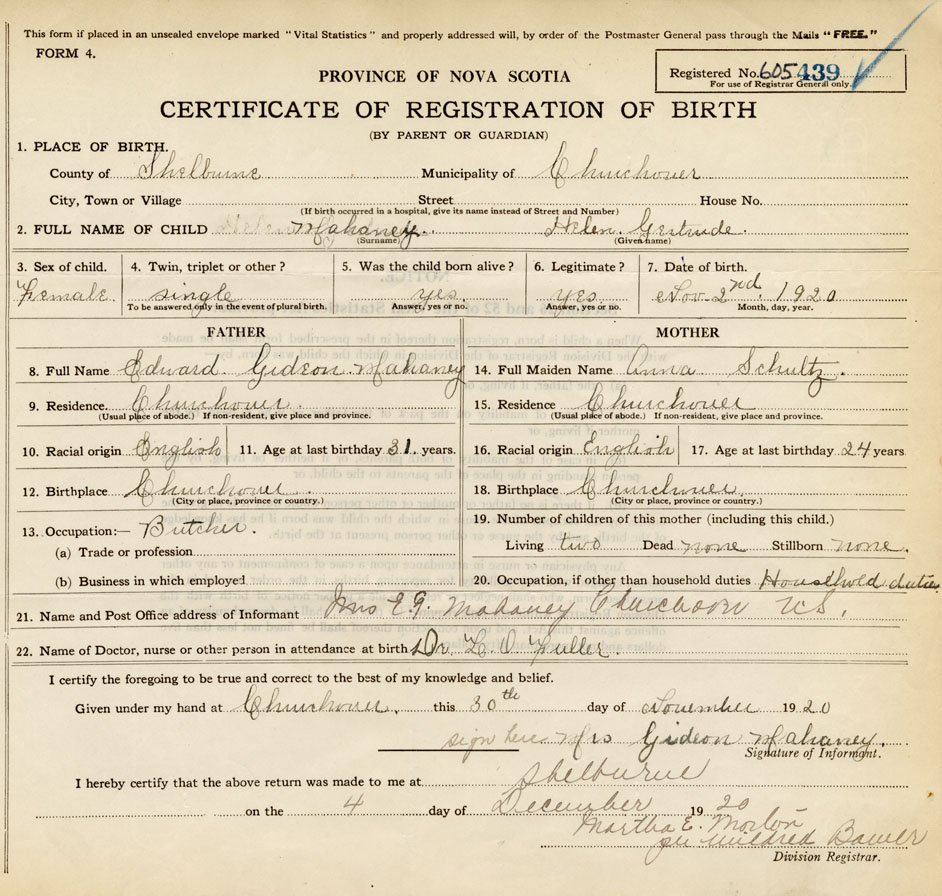 This form if placed in an unsealed envelope marked "Vital Statistics" and properly addressed will, by order of the Postmaster General pass through the Mails "FREE."
FORM 4.
Registered No. 605439
For use of Registrar General only.
PROVINCE OF NOVA SCOTIA
CERTIFICATE OF REGISTRATION OF BIRTH
(BY PARENT OR GUARDIAN)
1. PLACE OF BIRTH.
County of Shelburne Municipality of Churchover
City, Town or Village Street House No.
(If birth occurred in a hospital, give its name instead of Street and Number)
2. FULL NAME OF CHILD Helen Mahaney. Helen. Gertrude.
(Surname) (Given name)
3. Sex of child. 4. Twin, triplet or other? 5. Was the child born alive? 6. Legitimate? 7. Date of birth.
Female single yes yes Nov. 2nd. 1920
To be answered only in the event of plural birth. Answer, yes or no. Answer, yes or no. Month, day, year.
FATHER MOTHER
8. Full Name Edward Gideon Mahaney 14. Full Maiden Name Anna Schultz.
9. Residence. Churchover. 15. Residence Churchover
(Usual place of abode.) If non-resident, give place and province. (Usual place of abode.) If non-resident, give place and province.
10. Racial origin English 11. Age at last birthday 31. years. 16. Racial origin English 17. Age at last birthday 24 years
12. Birthplace Churchover 18. Birthplace Churchover.
(City or place, province or country.) (City or place, province or country.)
13. Occupation:— Butcher. 19. Number of children of this mother (including this child.)
(a) Trade or profession Living two Dead none Stillborn none.
(b) Business in which employed 20. Occupation, if other than household duties Household duties
21. Name and Post Office address of Informant Mrs E.G. Mahaney Churchover N.S.
22. Name of Doctor, nurse or other person in attendance at birth Dr. L. O Fuller.
I certify the foregoing to be true and correct to the best of my knowledge and belief.
Given under my hand at Churchover, this 30th day of November 1920
sign here Mrs Gideon Mahaney.
Signature of Informant.
I hereby certify that the above return was made to me at Shelburne
on the 4 day of December 1920
Martha E. Morton
per Mildred Bower
Division Registrar.